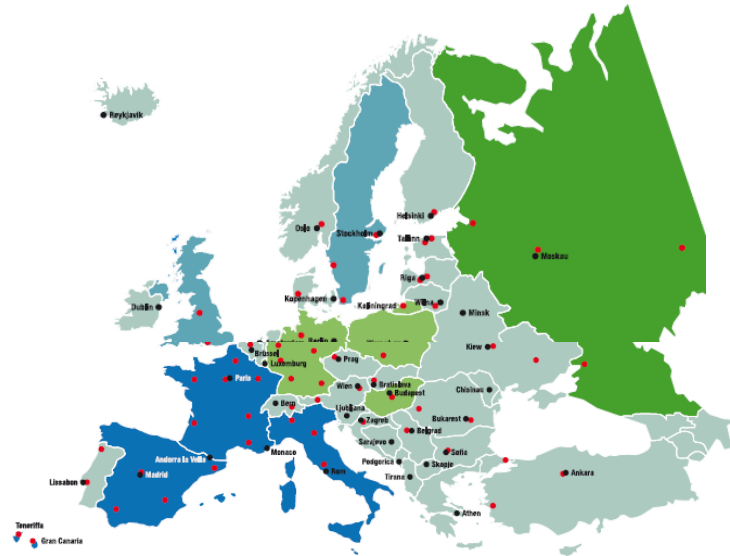 Reykjavik
Helsinki
Oslo
Stockholm
Tallinn
Moskau
Riga
Kopenhagen
Dublin
Kaliningrad
Wilna
Minsk
Berlin
Kiew
Brüssel
Luxemburg
Prag
Paris
Wien
Bratislava
Budapest
Chisinau
Bern
Ljubljana
Zagreb
Bukarest
Belgrad
Sarajevo
Monaco
Andorra la Vella
Sofia
Podgorica
Skopje
Rom
Madrid
Lissabon
Tirana
Ankara
Athen
Teneriffa
Gran Canaria